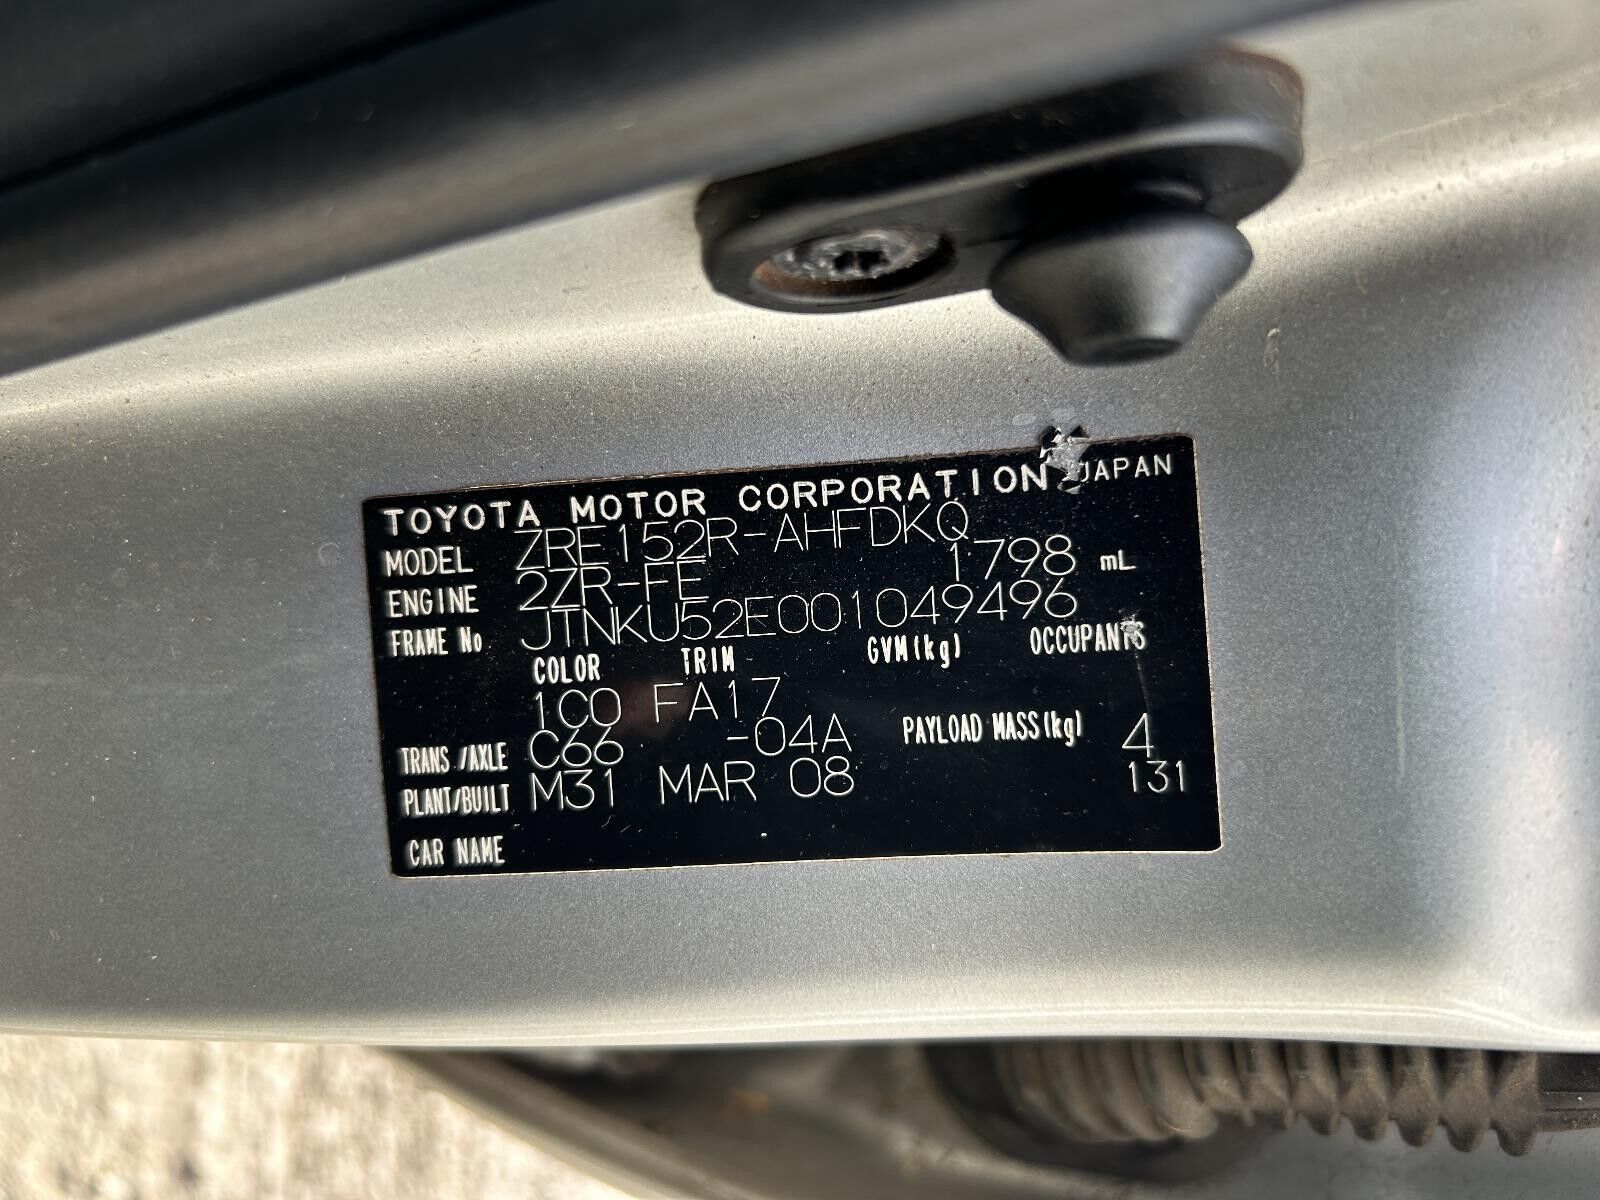 TOYOTA MOTOR CORPORATION JAPAN
MODEL ZRE152R-AHFDKQ
ENGINE 2ZR-FE 1798 mL
FRAME No JTNKU52E001049496
COLOR TRIM GVM(kg) OCCUPANTS
1C0 FA17
TRANS/AXLE C66 -04A PAYLOAD MASS(kg) 4
PLANT/BUILT M31 MAR 08 131
CAR NAME